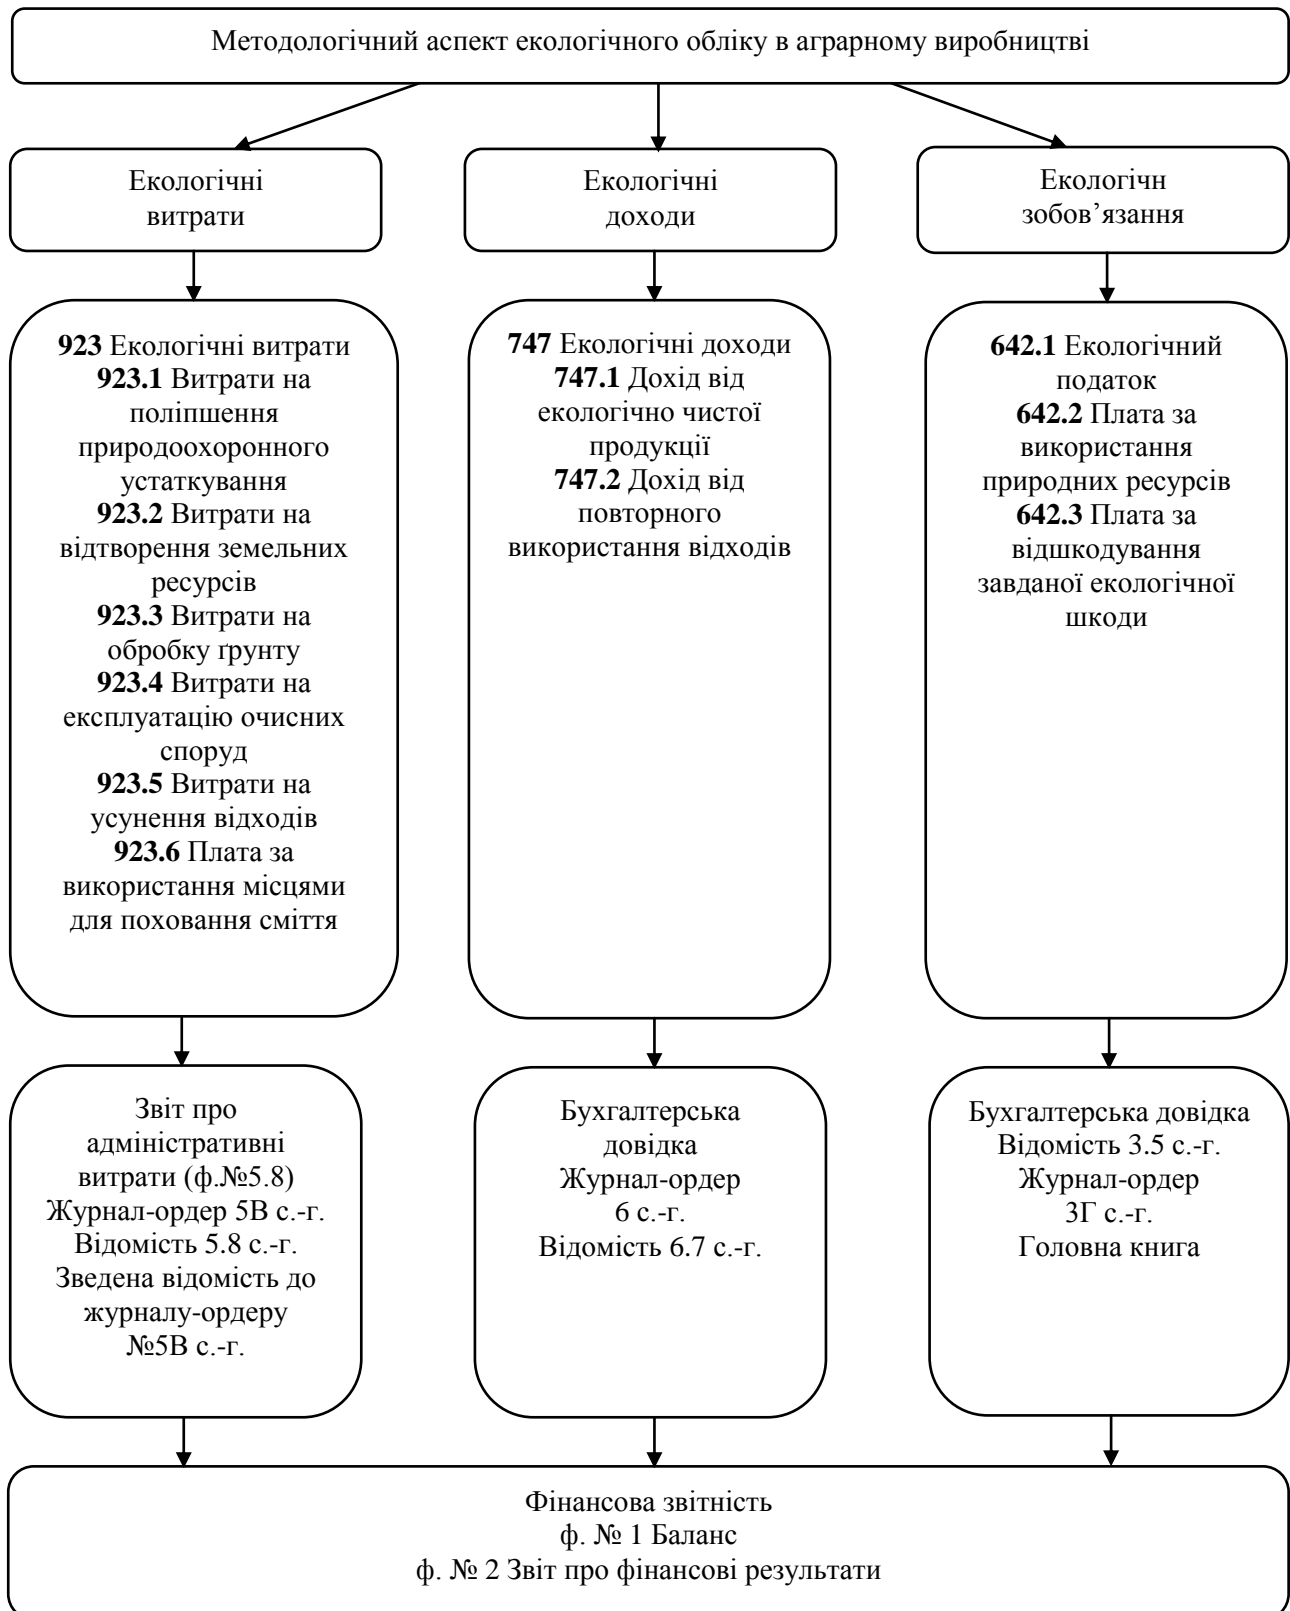 Методологічний аспект екологічного обліку в аграрному виробництві
Екологічні
витрати
Екологічні
доходи
Екологічн
зобов’язання
923 Екологічні витрати
923.1 Витрати на
поліпшення
природоохоронного
устаткування
923.2 Витрати на
відтворення земельних
ресурсів
923.3 Витрати на
обробку ґрунту
923.4 Витрати на
експлуатацію очисних
споруд
923.5 Витрати на
усунення відходів
923.6 Плата за
використання місцями
для поховання сміття
747 Екологічні доходи
747.1 Дохід від
екологічно чистої
продукції
747.2 Дохід від
повторного
використання відходів
642.1 Екологічний
податок
642.2 Плата за
використання
природних ресурсів
642.3 Плата за
відшкодування
завданої екологічної
шкоди
Звіт про
адміністративні
витрати (ф.№5.8)
Журнал-ордер 5В с.-г.
Відомість 5.8 с.-г.
Зведена відомість до
журналу-ордеру
№5В с.-г.
Бухгалтерська
довідка
Журнал-ордер
6 с.-г.
Відомість 6.7 с.-г.
Бухгалтерська довідка
Відомість 3.5 с.-г.
Журнал-ордер
3Г с.-г.
Головна книга
Фінансова звітність
ф. № 1 Баланс
ф. № 2 Звіт про фінансові результати